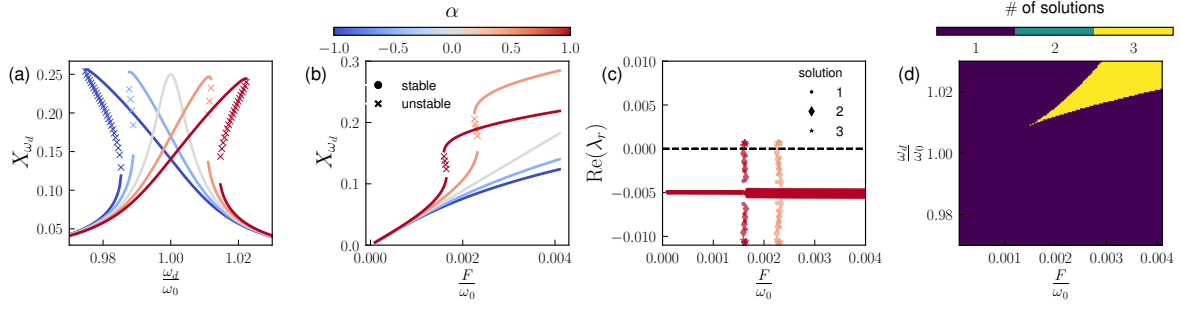 α
−1.0 −0.5 0.0 0.5 1.0
# of solutions
1 2 3
(a)
0.25
0.20
0.15
0.10
0.05
X_{ω_d}
0.98 1.00 1.02
ω_d/ω_0
(b)
0.3
0.2
0.1
0.0
X_{ω_d}
stable
unstable
0.000 0.002 0.004
F/ω_0
(c)
0.010
0.005
0.000
−0.005
−0.010
Re(λ_r)
solution
1
2
3
0.000 0.001 0.002 0.003 0.004
F/ω_0
(d)
1.02
1.00
0.98
ω_d/ω_0
0.001 0.002 0.003 0.004
F/ω_0